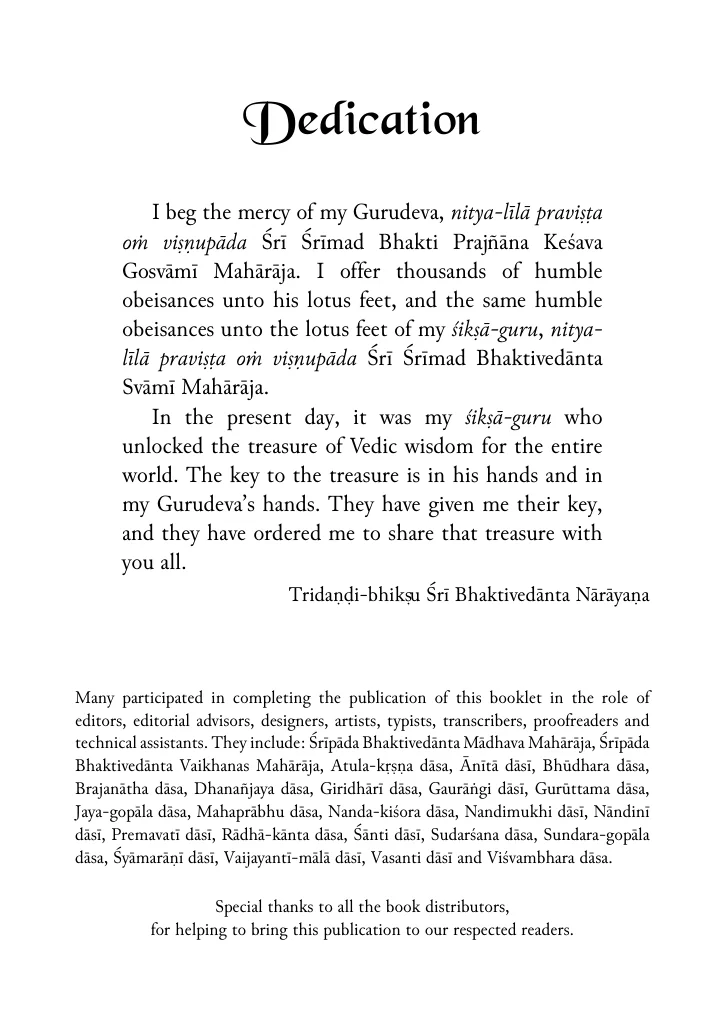 Dedication
I beg the mercy of my Gurudeva, nitya-līlā praviṣṭa
oṁ viṣṇupāda Śrī Śrīmad Bhakti Prajñāna Keśava
Gosvāmī Mahārāja. I offer thousands of humble
obeisances unto his lotus feet, and the same humble
obeisances unto the lotus feet of my śikṣā-guru, nitya-
līlā praviṣṭa oṁ viṣṇupāda Śrī Śrīmad Bhaktivedānta
Svāmī Mahārāja.
In the present day, it was my śikṣā-guru who
unlocked the treasure of Vedic wisdom for the entire
world. The key to the treasure is in his hands and in
my Gurudeva’s hands. They have given me their key,
and they have ordered me to share that treasure with
you all.
Tridaṇḍi-bhikṣu Śrī Bhaktivedānta Nārāyaṇa
Many participated in completing the publication of this booklet in the role of
editors, editorial advisors, designers, artists, typists, transcribers, proofreaders and
technical assistants. They include: Śrīpāda Bhaktivedānta Mādhava Mahārāja, Śrīpāda
Bhaktivedānta Vaikhanas Mahārāja, Atula-kṛṣṇa dāsa, Ānītā dāsī, Bhūdhara dāsa,
Brajanātha dāsa, Dhanañjaya dāsa, Giridhārī dāsa, Gaurāṅgi dāsī, Gurūttama dāsa,
Jaya-gopāla dāsa, Mahaprābhu dāsa, Nanda-kiśora dāsa, Nandimukhi dāsī, Nāndinī
dāsī, Premavatī dāsī, Rādhā-kānta dāsa, Śānti dāsī, Sudarśana dāsa, Sundara-gopāla
dāsa, Śyāmarāṇī dāsī, Vaijayantī-mālā dāsī, Vasanti dāsī and Viśvambhara dāsa.
Special thanks to all the book distributors,
for helping to bring this publication to our respected readers.